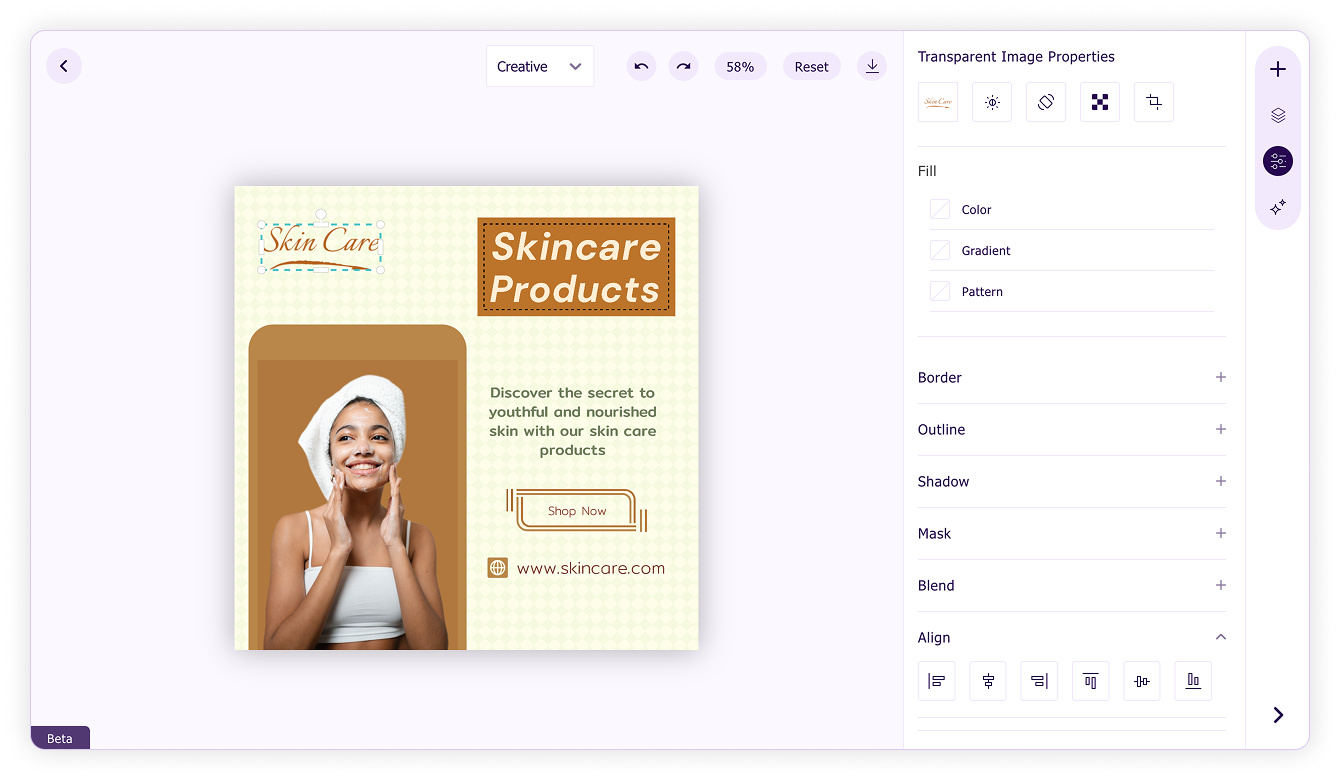 Creative
58%
Reset
Transparent Image Properties
Skin Care
Fill
Color
Gradient
Pattern
Border
Outline
Shadow
Mask
Blend
Align
Skin Care
Skincare
Products
Discover the secret to
youthful and nourished
skin with our skin care
products
Shop Now
www.skincare.com
Beta